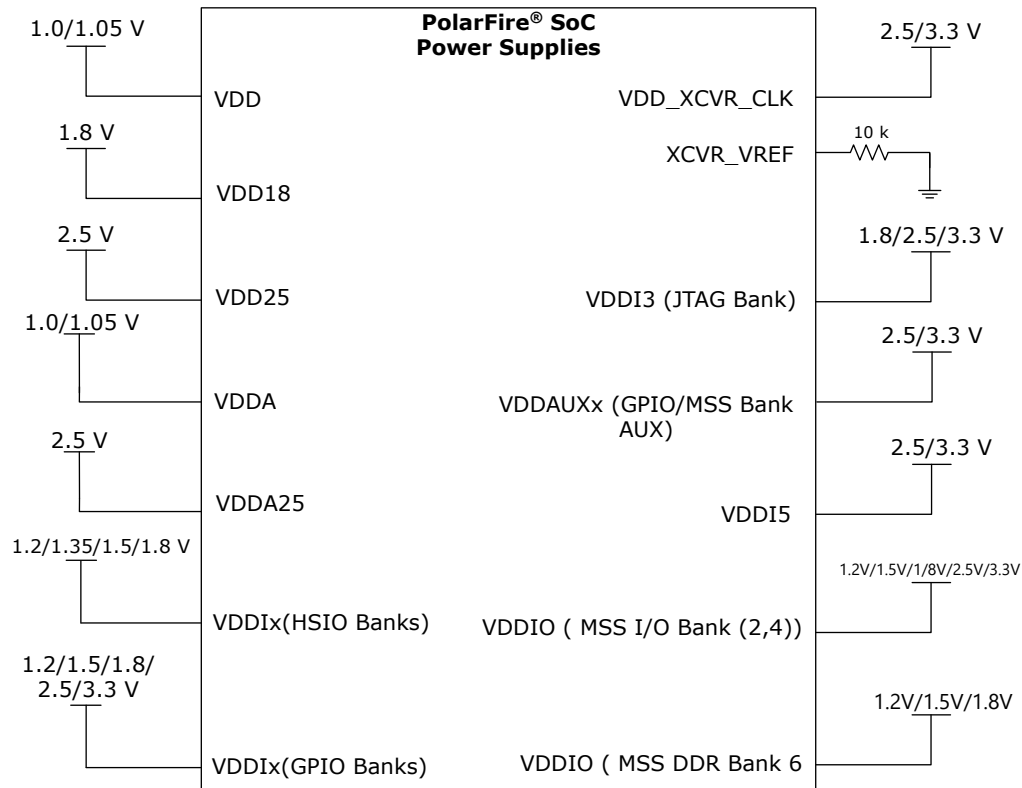 PolarFire® SoC
Power Supplies
1.0/1.05 V
VDD
1.8 V
VDD18
2.5 V
VDD25
1.0/1.05 V
VDDA
2.5 V
VDDA25
1.2/1.35/1.5/1.8 V
VDDIx(HSIO Banks)
1.2/1.5/1.8/
2.5/3.3 V
VDDIx(GPIO Banks)
2.5/3.3 V
VDD_XCVR_CLK
10 k
XCVR_VREF
1.8/2.5/3.3 V
VDDI3 (JTAG Bank)
2.5/3.3 V
VDDAUXx (GPIO/MSS Bank
AUX)
2.5/3.3 V
VDDI5
1.2V/1.5V/1/8V/2.5V/3.3V
VDDIO ( MSS I/O Bank (2,4))
1.2V/1.5V/1.8V
VDDIO ( MSS DDR Bank 6